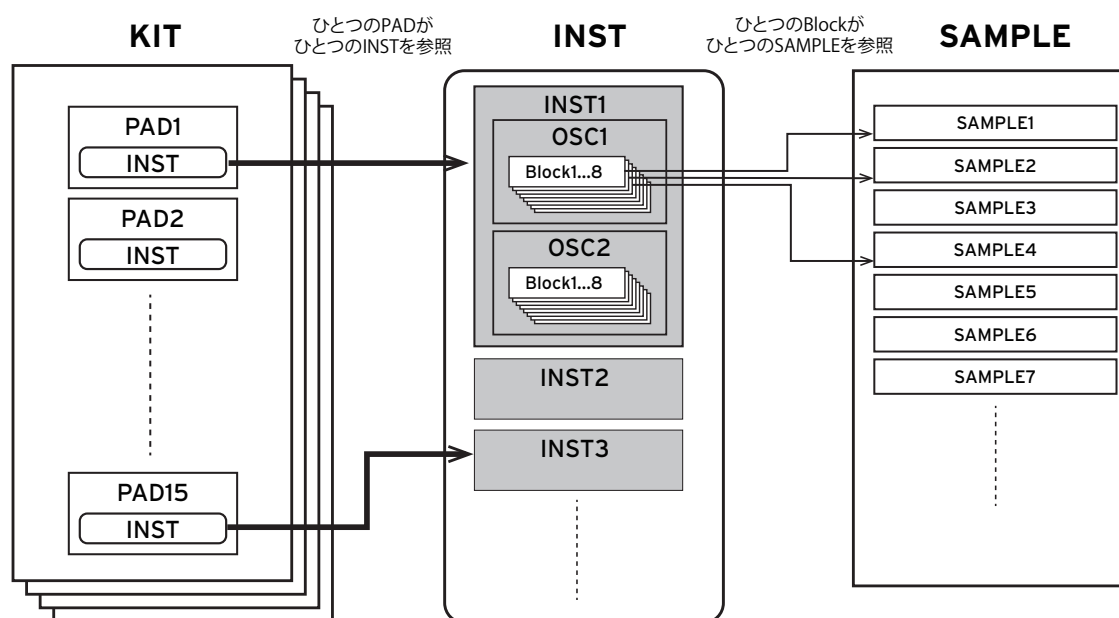 KIT
ひとつのPADが
ひとつのINSTを参照
INST
ひとつのBlockが
ひとつのSAMPLEを参照
SAMPLE
PAD1
INST
PAD2
INST
PAD15
INST
INST1
OSC1
Block1...8
OSC2
Block1...8
INST2
INST3
SAMPLE1
SAMPLE2
SAMPLE3
SAMPLE4
SAMPLE5
SAMPLE6
SAMPLE7